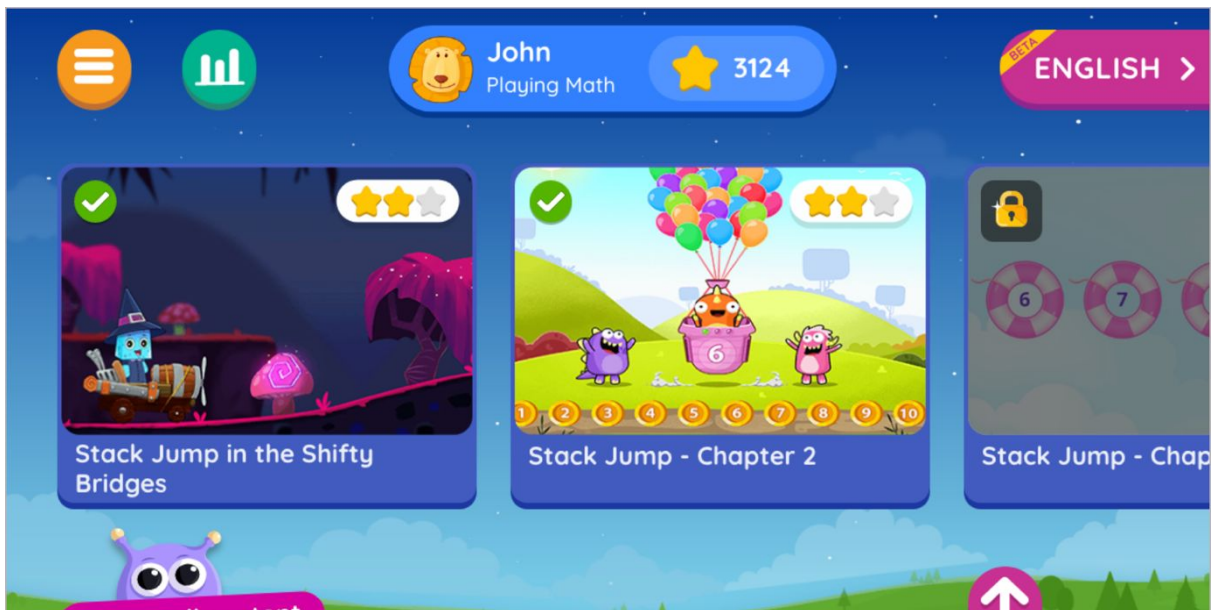 John
Playing Math
3124
BETA
ENGLISH
6
7
6
1 2 3 4 5 6 7 8 9 10
Stack Jump in the Shifty
Bridges
Stack Jump - Chapter 2
Stack Jump - Chap